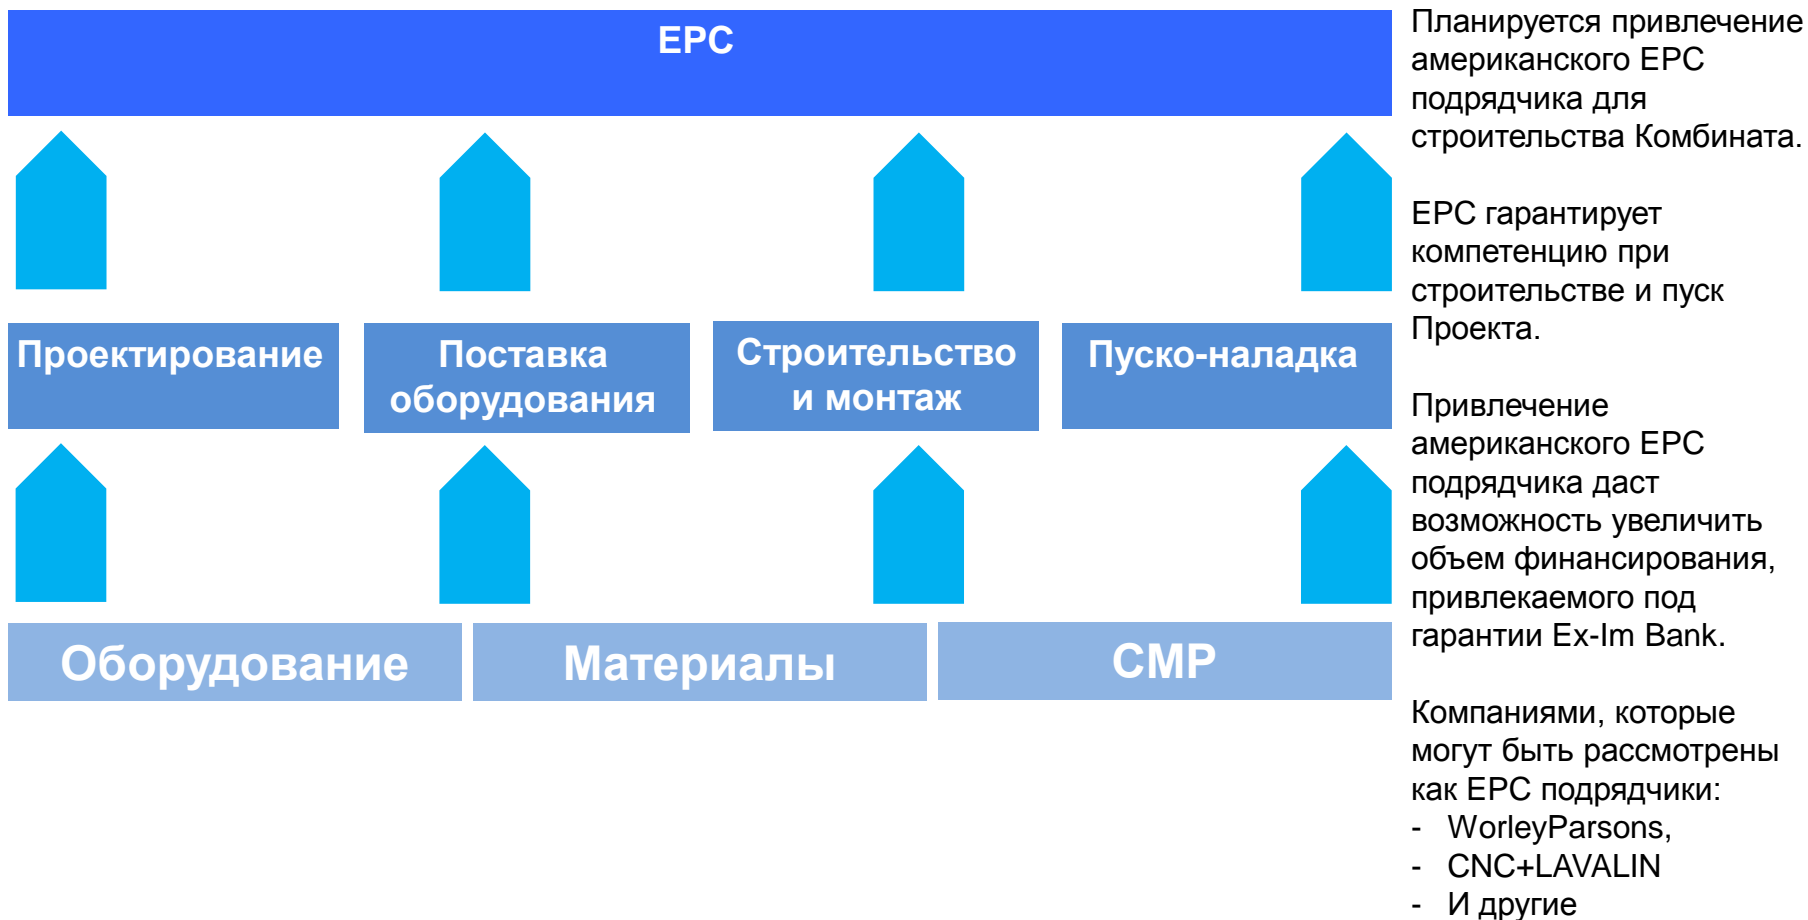 EPC
Проектирование
Поставка
оборудования
Строительство
и монтаж
Пуско-наладка
Оборудование
Материалы
СМР
Планируется привлечение
американского EPC
подрядчика для
строительства Комбината.
EPC гарантирует
компетенцию при
строительстве и пуск
Проекта.
Привлечение
американского EPC
подрядчика даст
возможность увеличить
объем финансирования,
привлекаемого под
гарантии Ex-Im Bank.
Компаниями, которые
могут быть рассмотрены
как EPC подрядчики:
- WorleyParsons,
- CNC+LAVALIN
- И другие